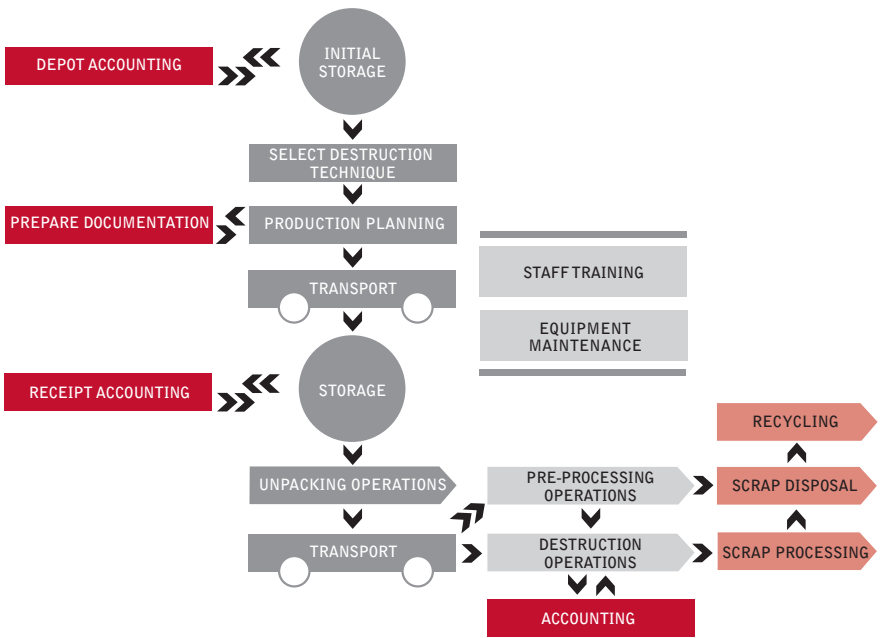 DEPOT ACCOUNTING
INITIAL
STORAGE
SELECT DESTRUCTION
TECHNIQUE
PREPARE DOCUMENTATION
PRODUCTION PLANNING
TRANSPORT
STAFF TRAINING
EQUIPMENT
MAINTENANCE
RECEIPT ACCOUNTING
STORAGE
RECYCLING
UNPACKING OPERATIONS
PRE-PROCESSING
OPERATIONS
SCRAP DISPOSAL
TRANSPORT
DESTRUCTION
OPERATIONS
SCRAP PROCESSING
ACCOUNTING